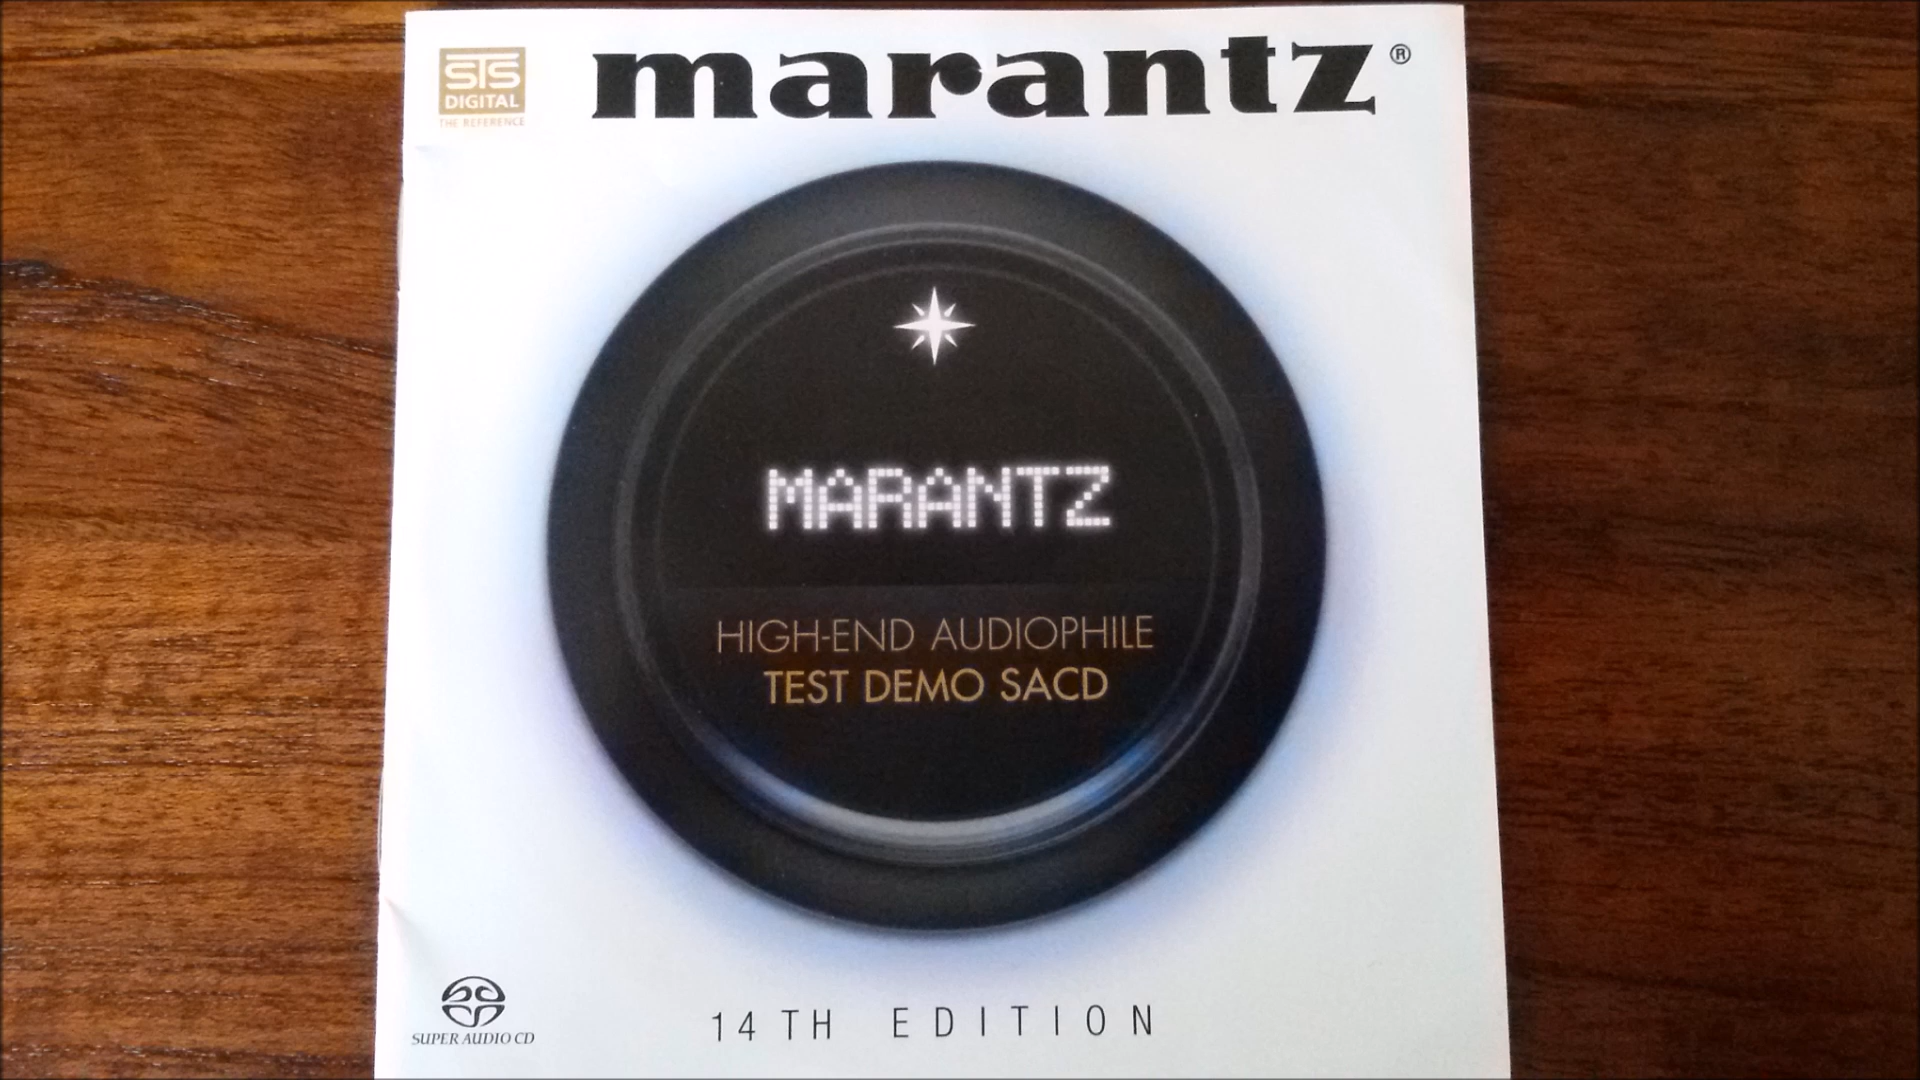 STS
DIGITAL
THE REFERENCE
marantz®
MARANTZ
HIGH-END AUDIOPHILE
TEST DEMO SACD
SUPER AUDIO CD
14TH EDITION